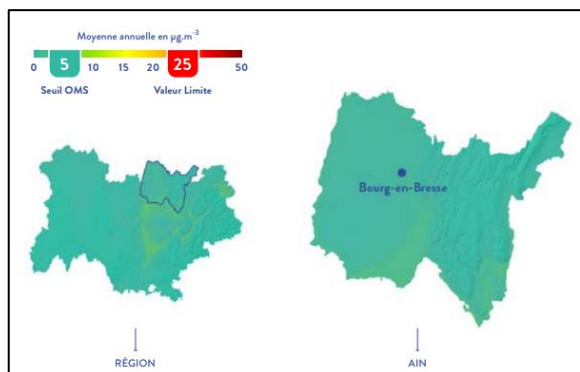 Moyenne annuelle en µg.m⁻³
0 5 10 15 20 25 50
Seuil OMS Valeur Limite
Bourg-en-Bresse
RÉGION AIN